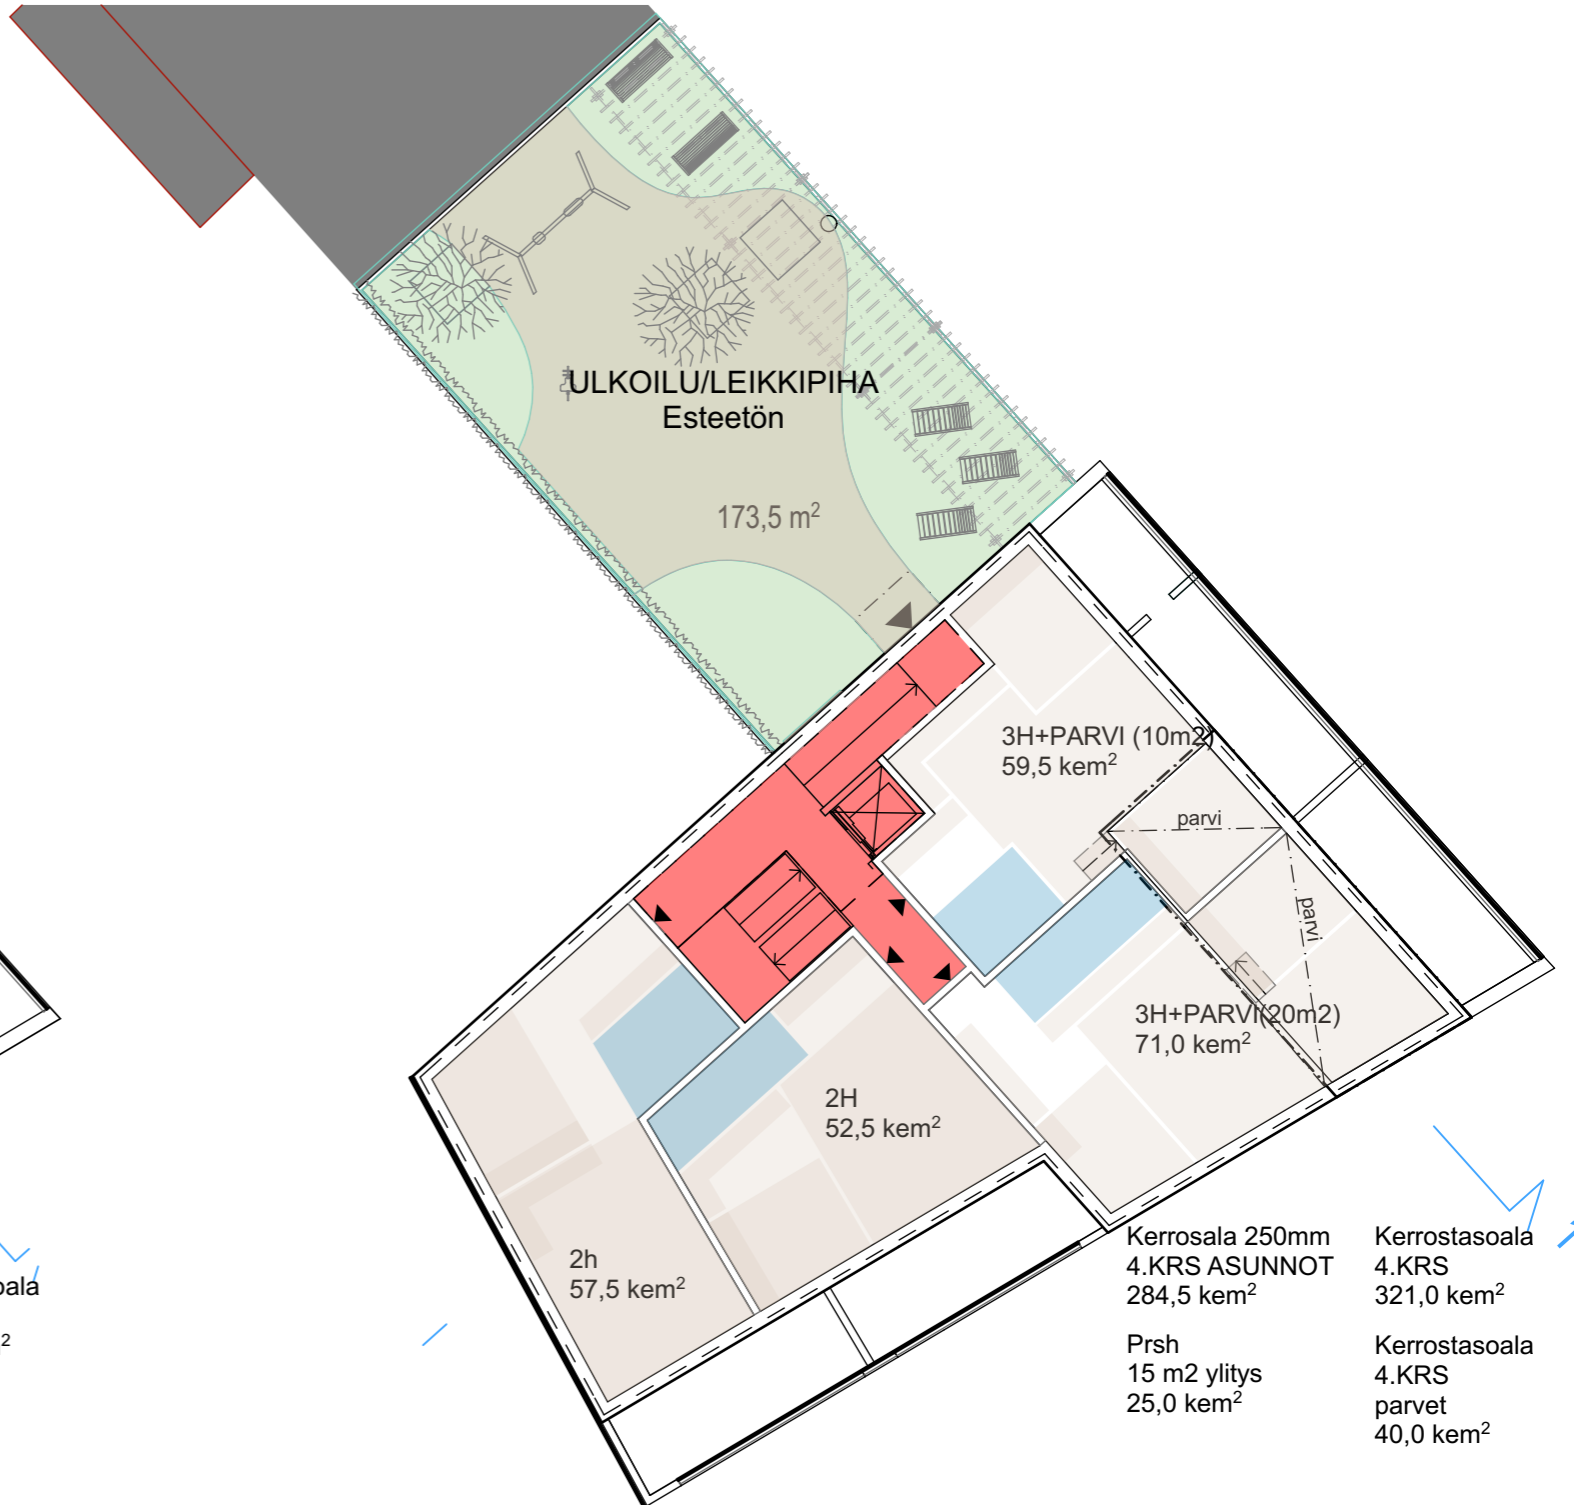 ULKOILU/LEIKKIPIHA
Esteetön
173,5 m²
3H+PARVI (10m2)
59,5 kem²
parvi
parvi
3H+PARVI(20m2)
71,0 kem²
2H
52,5 kem²
2h
57,5 kem²
Kerrosala 250mm
4.KRS ASUNNOT
284,5 kem²
Kerrostasoala
4.KRS
321,0 kem²
Prsh
15 m2 ylitys
25,0 kem²
Kerrostasoala
4.KRS
parvet
40,0 kem²